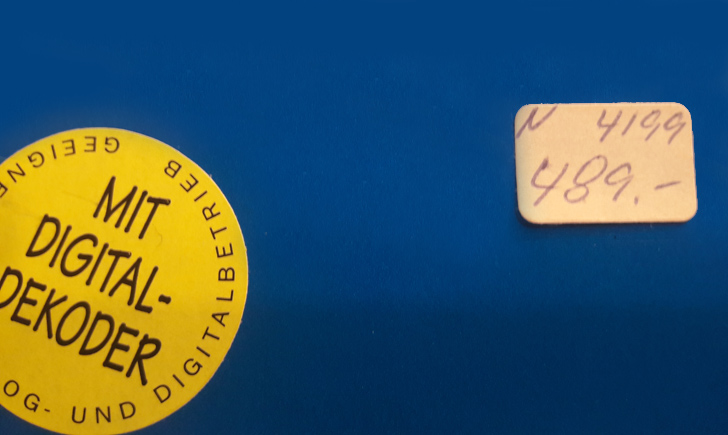 MIT
DIGITAL-
DEKODER
OG- UND DIGITALBETRIEB GEEIGNE
N 4199
489.-